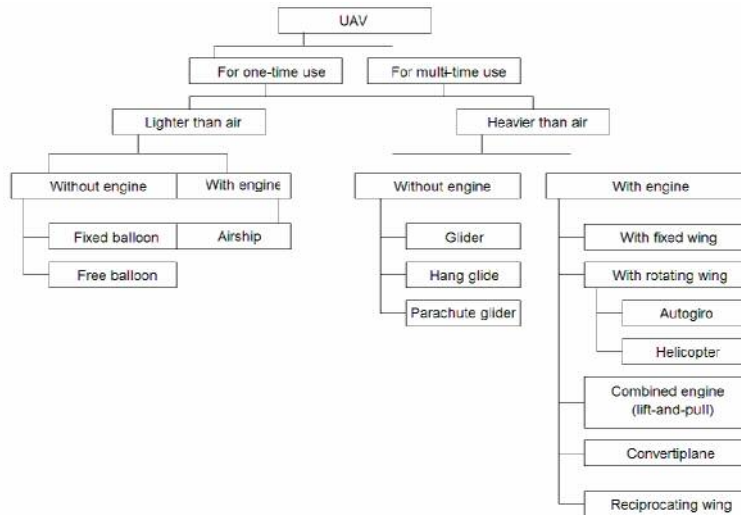 UAV
For one-time use
For multi-time use
Lighter than air
Heavier than air
Without engine
With engine
Without engine
With engine
Fixed balloon
Airship
Glider
With fixed wing
Free balloon
Hang glide
With rotating wing
Parachute glider
Autogiro
Helicopter
Combined engine
(lift-and-pull)
Convertiplane
Reciprocating wing